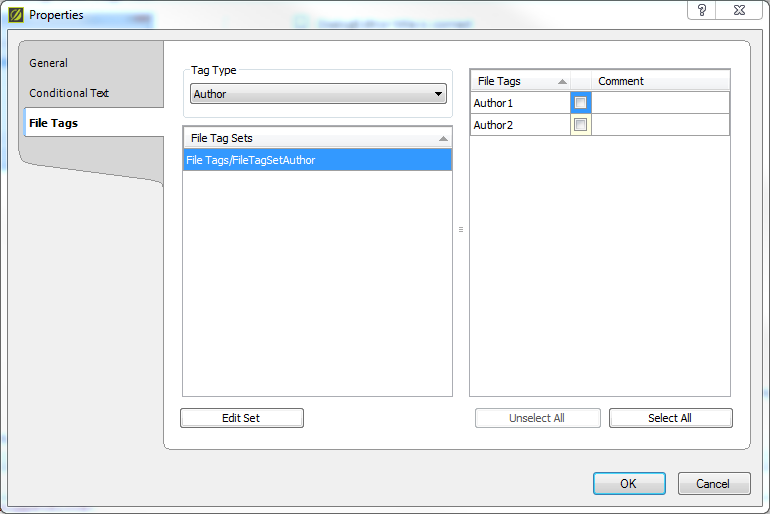 Properties
?
General
Conditional Text
File Tags
Tag Type
Author
File Tag Sets
File Tags/FileTagSetAuthor
Edit Set
File Tags Comment
Author1
Author2
Unselect All Select All
OK Cancel